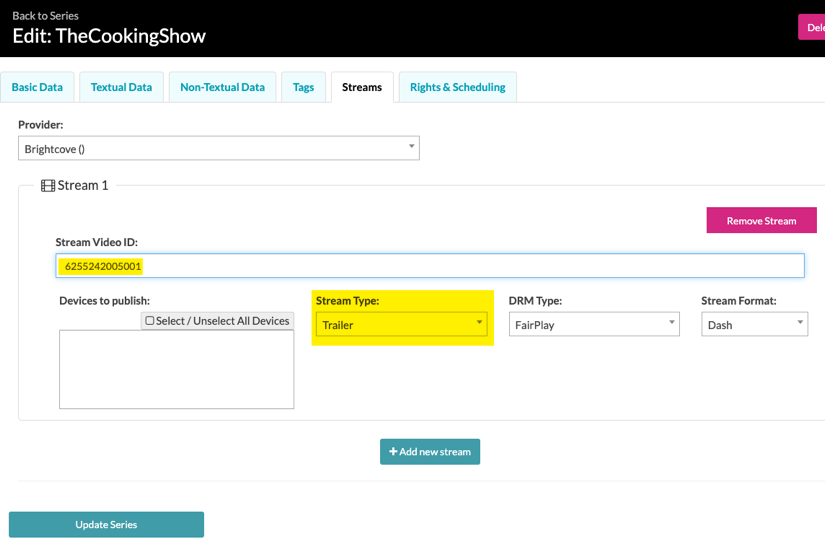 Back to Series
Edit: TheCookingShow
Basic Data Textual Data Non-Textual Data Tags Streams Rights & Scheduling
Provider:
Brightcove ()
Stream 1
Remove Stream
Stream Video ID:
6255242005001
Devices to publish: Stream Type: DRM Type: Stream Format:
Select / Unselect All Devices
Trailer FairPlay Dash
+ Add new stream
Update Series